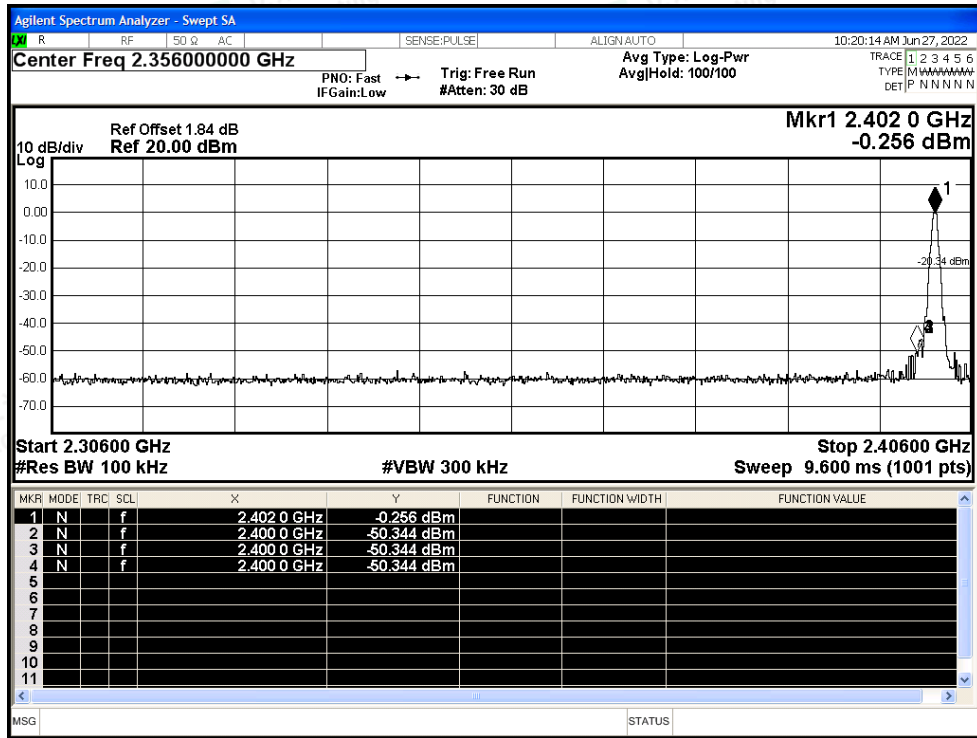 Agilent Spectrum Analyzer - Swept SA
LXI R RF 50 Ω AC SENSE:PULSE ALIGN AUTO 10:20:14 AM Jun 27, 2022
Center Freq 2.356000000 GHz
PNO: Fast
IFGain:Low
Trig: Free Run
#Atten: 30 dB
Avg Type: Log-Pwr
Avg|Hold: 100/100
TRACE 1 2 3 4 5 6
TYPE M
DET P N N N N N
Mkr1 2.402 0 GHz
-0.256 dBm
Ref Offset 1.84 dB
10 dB/div Ref 20.00 dBm
Log
10.0
0.00
-10.0
-20.0
-30.0
-40.0
-50.0
-60.0
-70.0
1
-20.34 dBm
Start 2.30600 GHz Stop 2.40600 GHz
#Res BW 100 kHz #VBW 300 kHz Sweep 9.600 ms (1001 pts)
MKR MODE TRC SCL X Y FUNCTION FUNCTION WIDTH FUNCTION VALUE
1 N f 2.402 0 GHz -0.256 dBm
2 N f 2.400 0 GHz -50.344 dBm
3 N f 2.400 0 GHz -50.344 dBm
4 N f 2.400 0 GHz -50.344 dBm
5
6
7
8
9
10
11
MSG STATUS